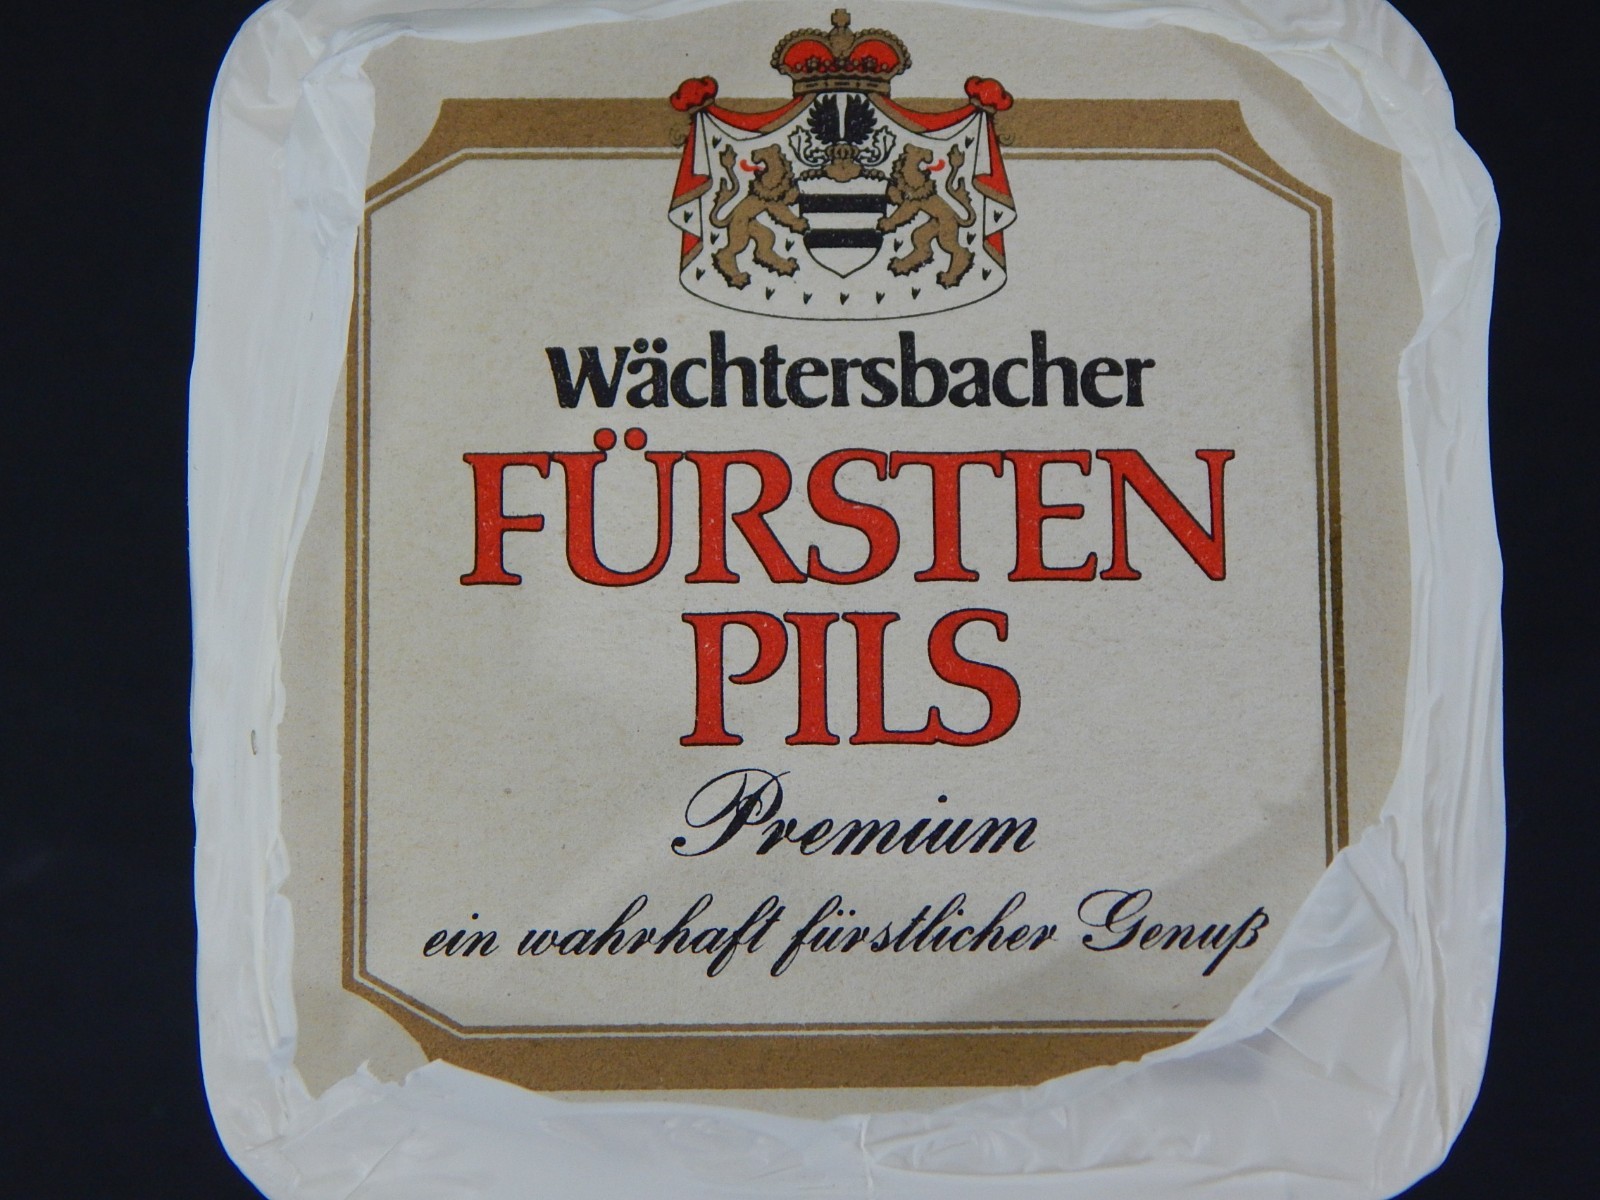 Wächtersbacher
FÜRSTEN
PILS
Premium
ein wahrhaft fürstlicher Genuß